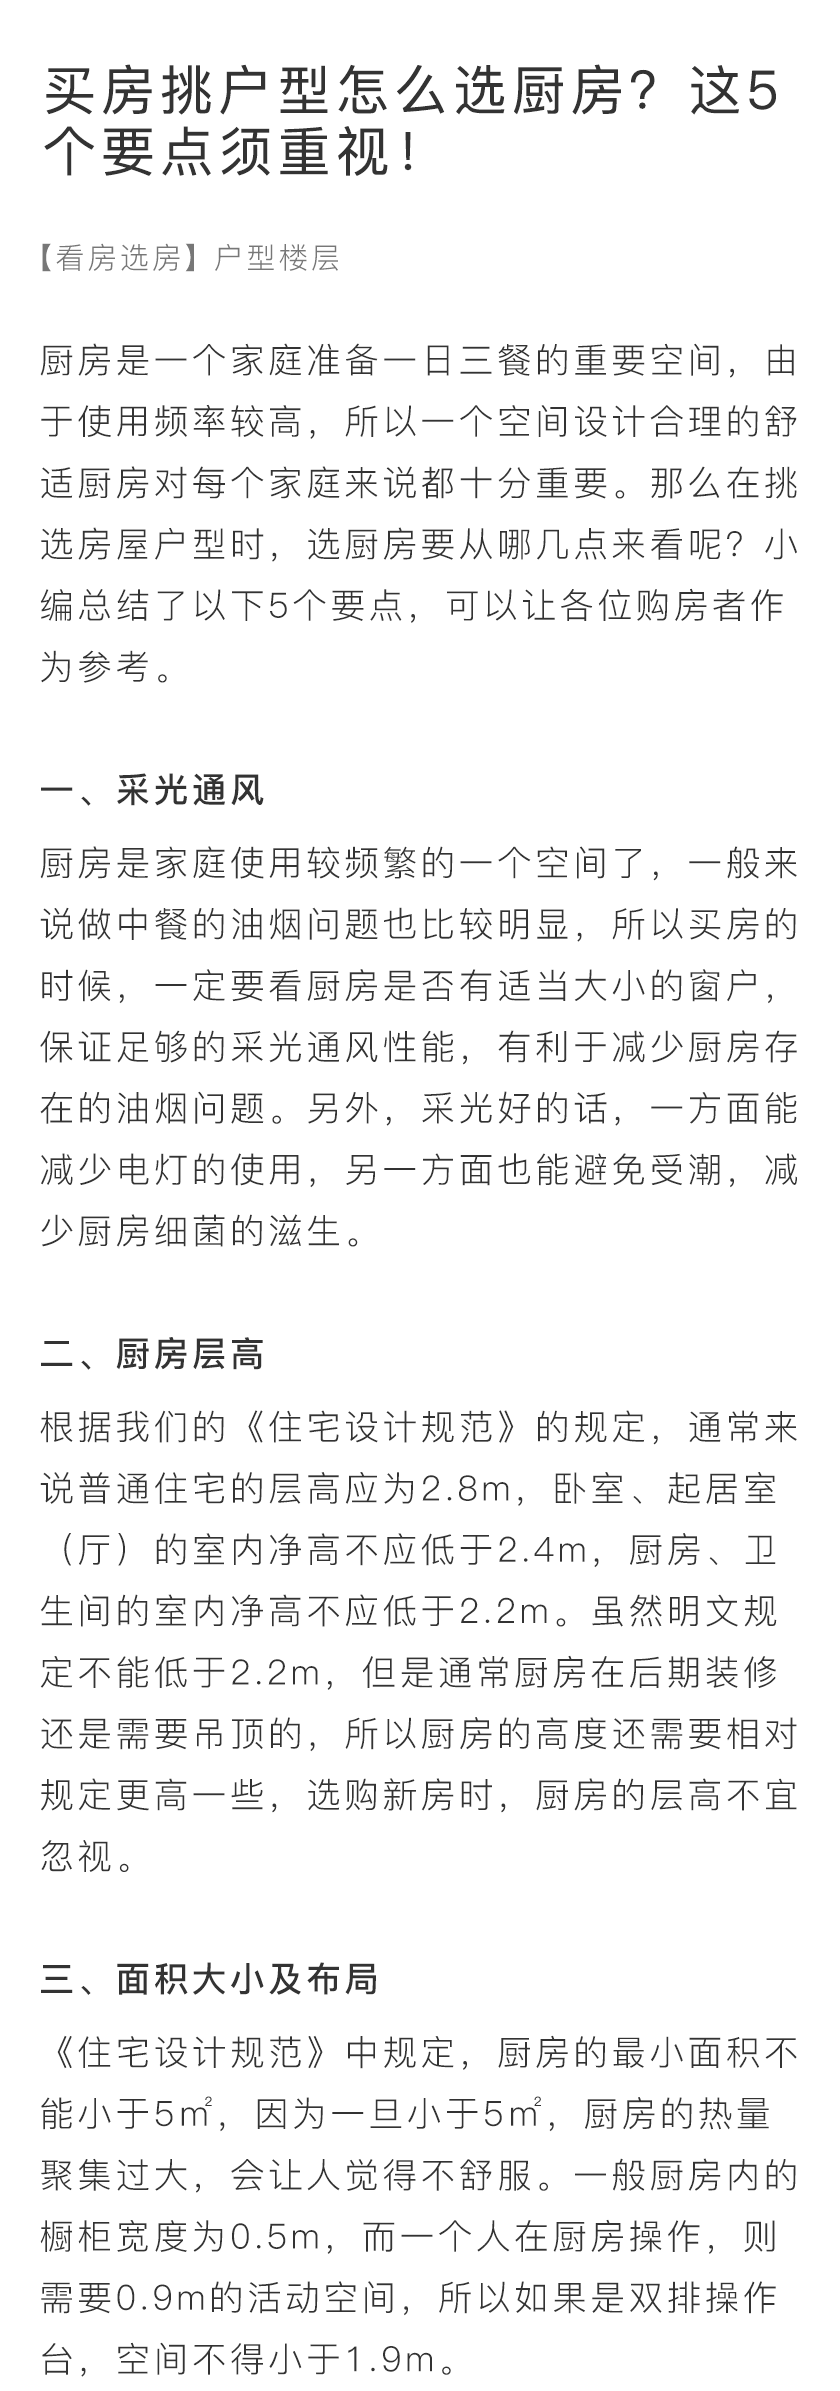 买房挑户型怎么选厨房？这5
个要点须重视！
【看房选房】户型楼层
厨房是一个家庭准备一日三餐的重要空间，由
于使用频率较高，所以一个空间设计合理的舒
适厨房对每个家庭来说都十分重要。那么在挑
选房屋户型时，选厨房要从哪几点来看呢？小
编总结了以下5个要点，可以让各位购房者作
为参考。
一、采光通风
厨房是家庭使用较频繁的一个空间了，一般来
说做中餐的油烟问题也比较明显，所以买房的
时候，一定要看厨房是否有适当大小的窗户，
保证足够的采光通风性能，有利于减少厨房存
在的油烟问题。另外，采光好的话，一方面能
减少电灯的使用，另一方面也能避免受潮，减
少厨房细菌的滋生。
二、厨房层高
根据我们的《住宅设计规范》的规定，通常来
说普通住宅的层高应为2.8m，卧室、起居室
（厅）的室内净高不应低于2.4m，厨房、卫
生间的室内净高不应低于2.2m。虽然明文规
定不能低于2.2m，但是通常厨房在后期装修
还是需要吊顶的，所以厨房的高度还需要相对
规定更高一些，选购新房时，厨房的层高不宜
忽视。
三、面积大小及布局
《住宅设计规范》中规定，厨房的最小面积不
能小于5㎡，因为一旦小于5㎡，厨房的热量
聚集过大，会让人觉得不舒服。一般厨房内的
橱柜宽度为0.5m，而一个人在厨房操作，则
需要0.9m的活动空间，所以如果是双排操作
台，空间不得小于1.9m。